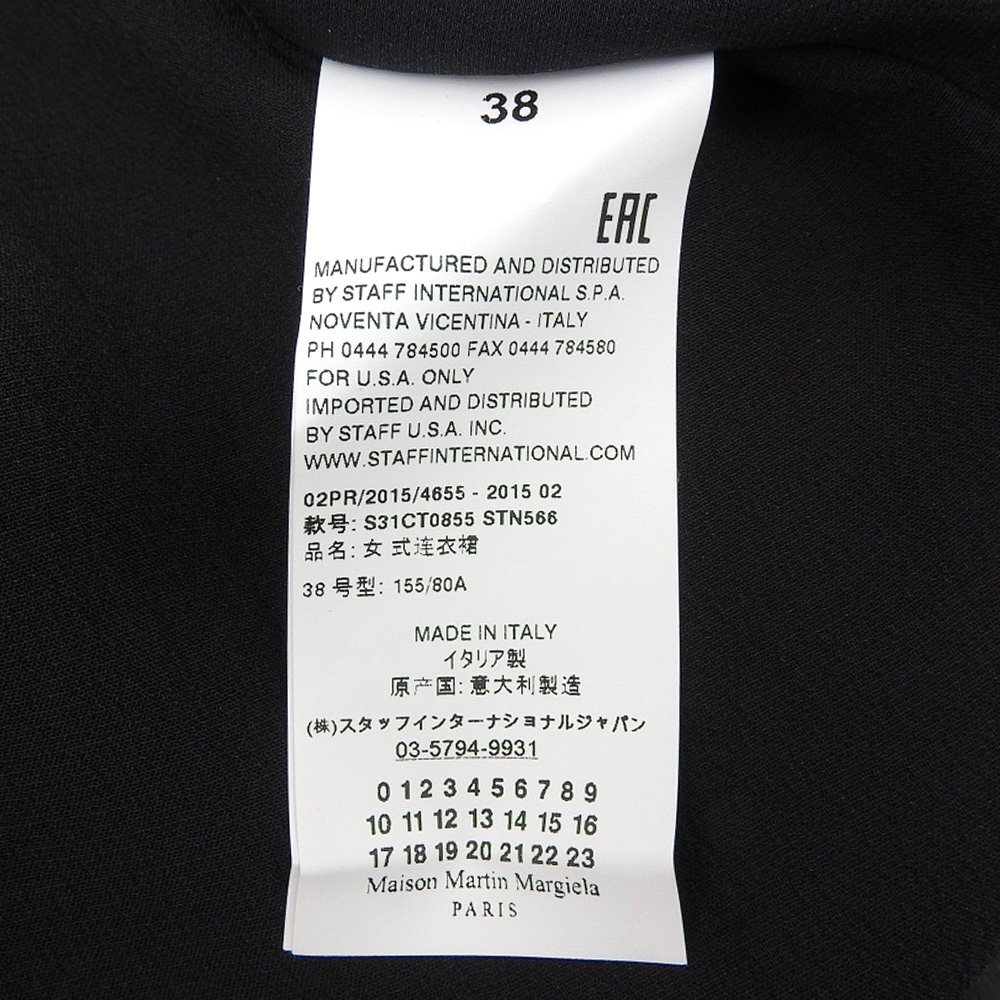 38
EAC
MANUFACTURED AND DISTRIBUTED
BY STAFF INTERNATIONAL S.P.A.
NOVENTA VICENTINA - ITALY
PH 0444 784500 FAX 0444 784580
FOR U.S.A. ONLY
IMPORTED AND DISTRIBUTED
BY STAFF U.S.A. INC.
WWW.STAFFINTERNATIONAL.COM
02PR/2015/4655 - 2015 02
款号: S31CT0855 STN566
品名: 女 式连衣裙
38 号型: 155/80A
MADE IN ITALY
イタリア製
原产国: 意大利製造
(株)スタッフインターナショナルジャパン
03-5794-9931
0 1 2 3 4 5 6 7 8 9
10 11 12 13 14 15 16
17 18 19 20 21 22 23
Maison Martin Margiela
PARIS